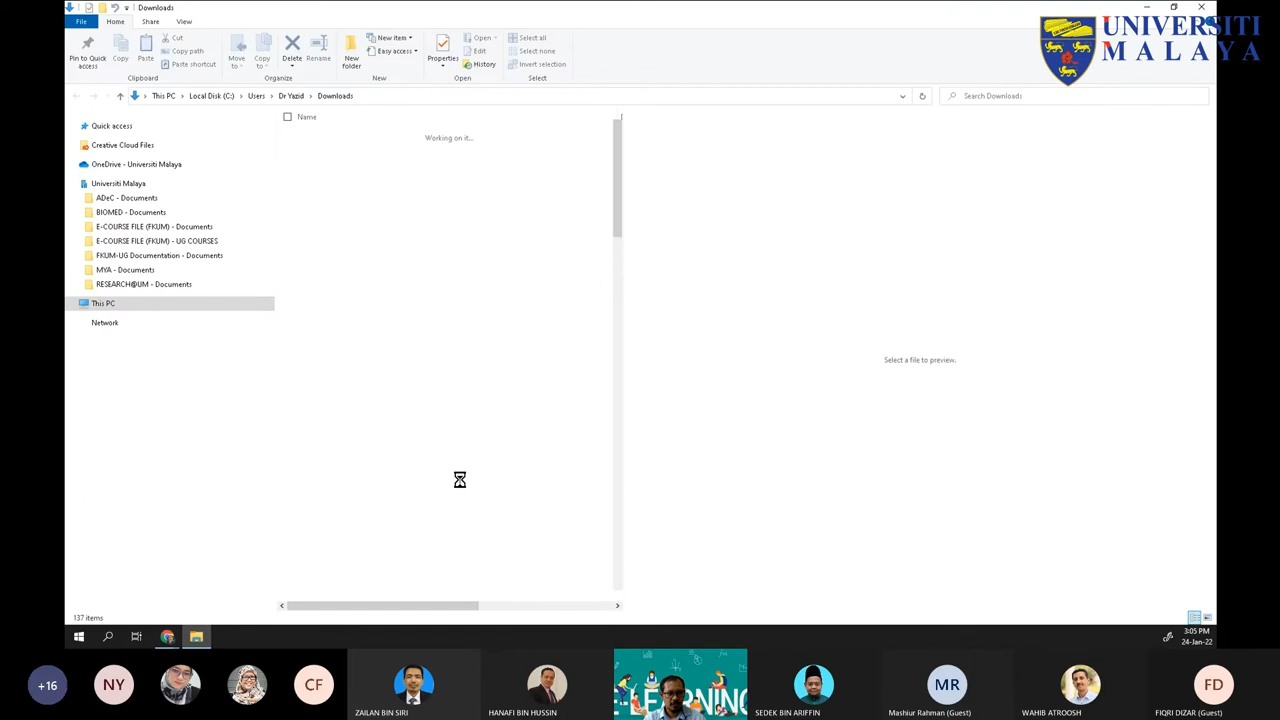 Downloads
File Home Share View
Pin to Quick access
Copy
Paste
Cut
Copy path
Paste shortcut
Clipboard
Move to
Copy to
Delete
Rename
Organize
New folder
New item
Easy access
New
Properties
Open
Edit
History
Open
Select all
Select none
Invert selection
Select
UNIVERSITI
MALAYA
This PC > Local Disk (C:) > Users > Dr Yazid > Downloads
Search Downloads
Name
Working on it...
Quick access
Creative Cloud Files
OneDrive - Universiti Malaya
Universiti Malaya
ADeC - Documents
BIOMED - Documents
E-COURSE FILE (FKUM) - Documents
E-COURSE FILE (FKUM) - UG COURSES
FKUM-UG Documentation - Documents
MYA - Documents
RESEARCH@UM - Documents
This PC
Network
Select a file to preview.
137 items
3:05 PM
24-Jan-22
+16
NY
CF
ZAILAN BIN SIRI
HANAFI BIN HUSSIN
E-LEARNING
SEDEK BIN ARIFFIN
MR
Mashiur Rahman (Guest)
WAHIB ATROOSH
FD
FIQRI DIZAR (Guest)